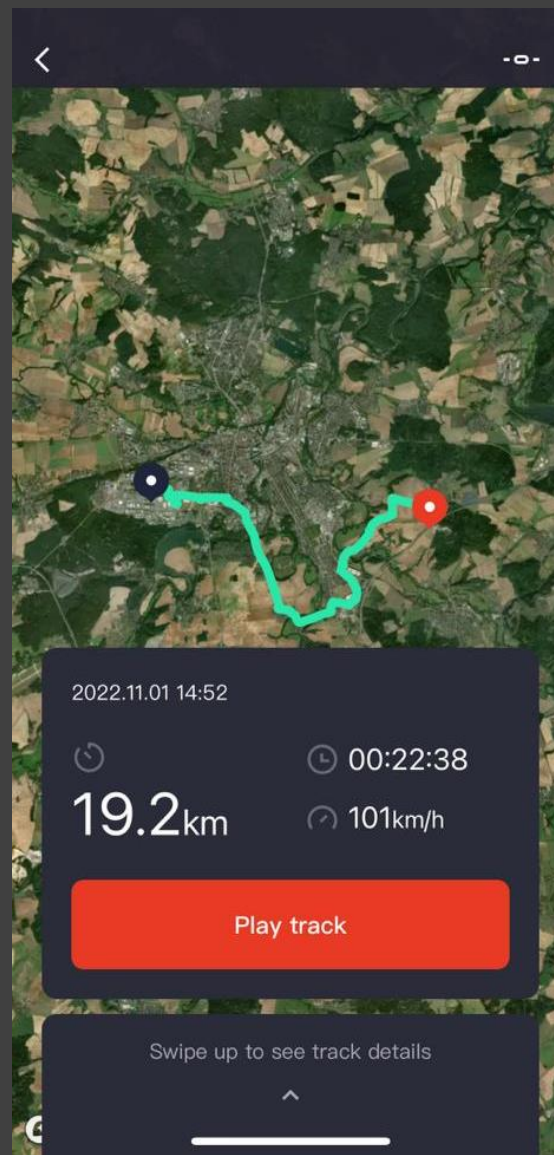 2022.11.01 14:52
00:22:38
19.2km
101km/h
Play track
Swipe up to see track details